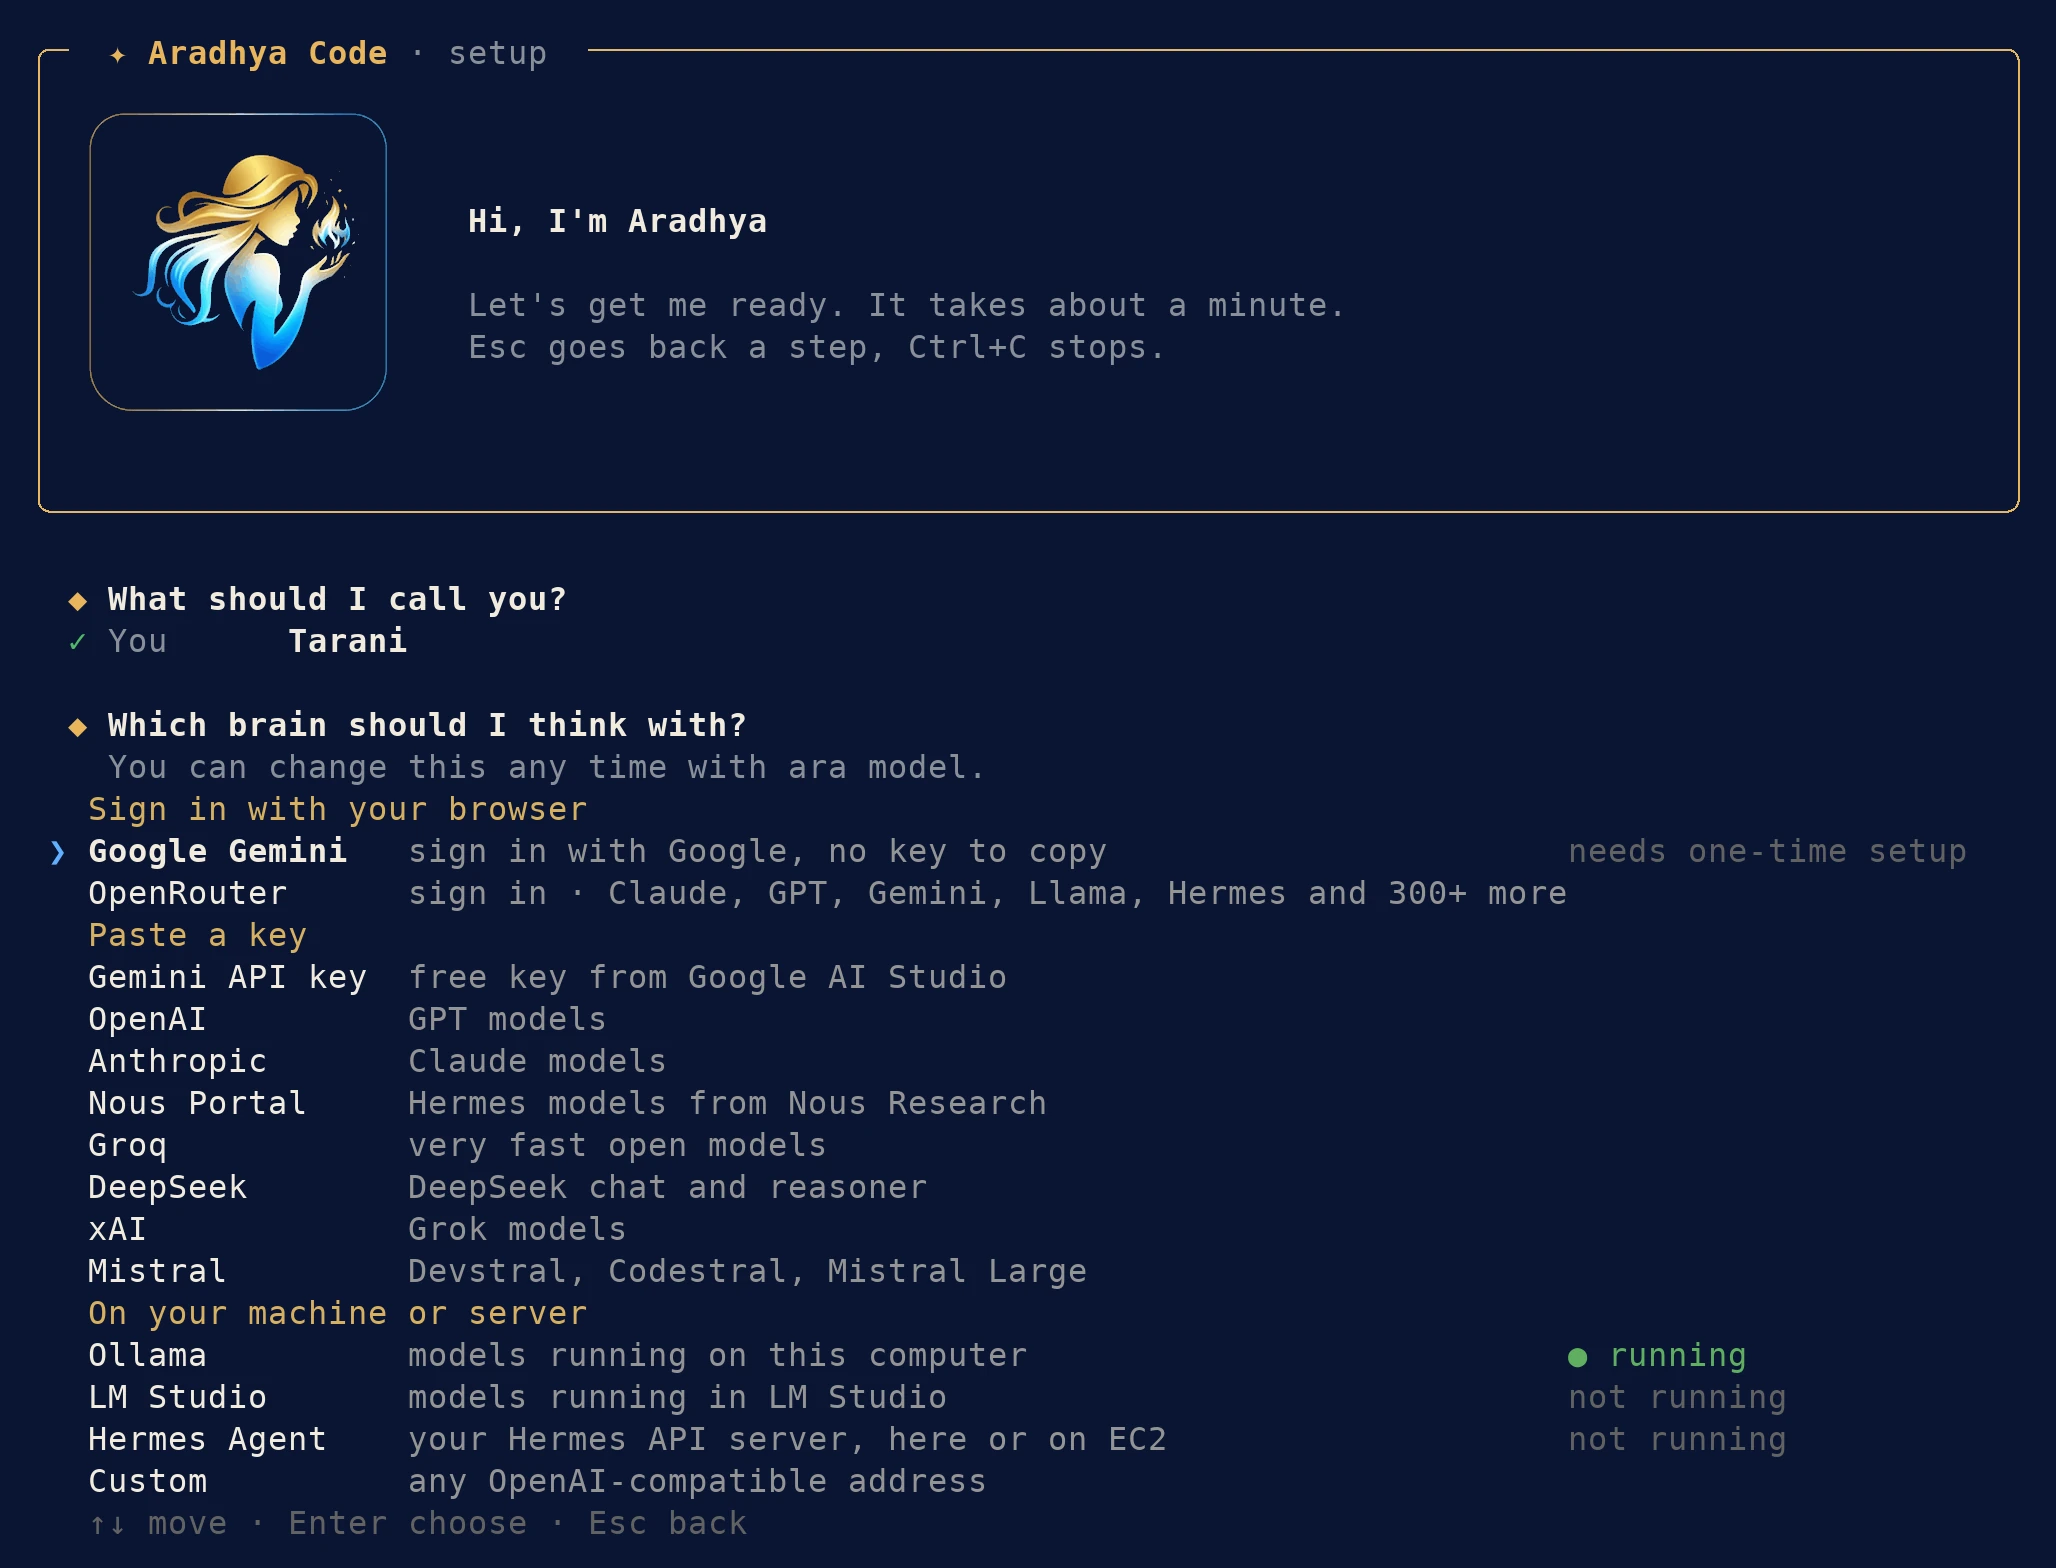 ✦ Aradhya Code · setup
Hi, I'm Aradhya
Let's get me ready. It takes about a minute.
Esc goes back a step, Ctrl+C stops.
◆ What should I call you?
✓ You Tarani
◆ Which brain should I think with?
You can change this any time with ara model.
Sign in with your browser
❯ Google Gemini sign in with Google, no key to copy needs one-time setup
OpenRouter sign in · Claude, GPT, Gemini, Llama, Hermes and 300+ more
Paste a key
Gemini API key free key from Google AI Studio
OpenAI GPT models
Anthropic Claude models
Nous Portal Hermes models from Nous Research
Groq very fast open models
DeepSeek DeepSeek chat and reasoner
xAI Grok models
Mistral Devstral, Codestral, Mistral Large
On your machine or server
Ollama models running on this computer ● running
LM Studio models running in LM Studio not running
Hermes Agent your Hermes API server, here or on EC2 not running
Custom any OpenAI-compatible address
↑↓ move · Enter choose · Esc back